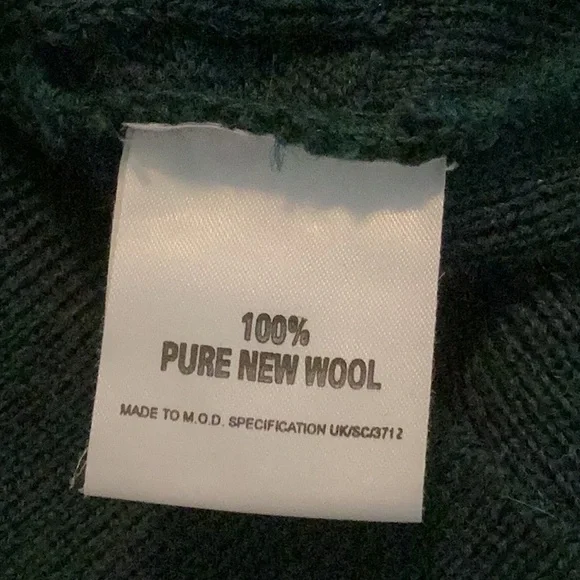 100%
PURE NEW WOOL
MADE TO M.O.D. SPECIFICATION UK/SC/3712